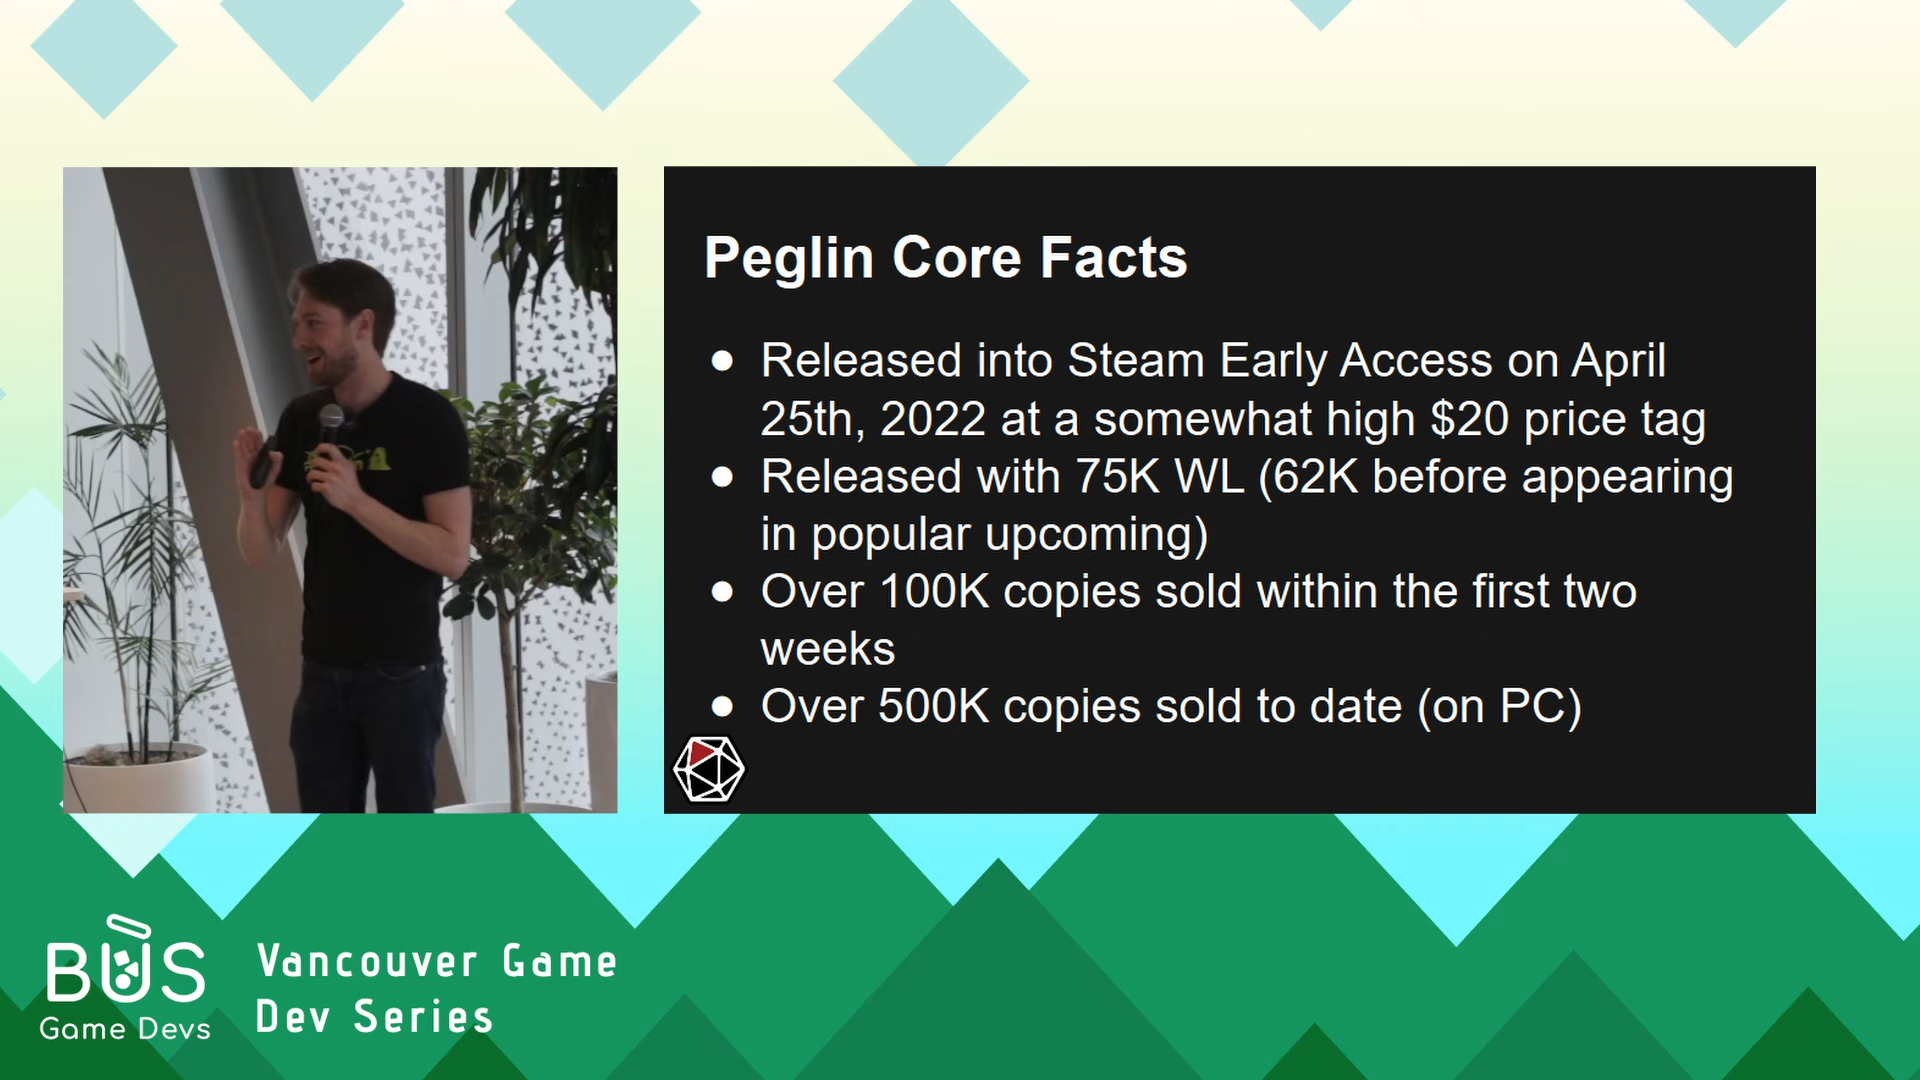 Peglin Core Facts
● Released into Steam Early Access on April
25th, 2022 at a somewhat high $20 price tag
● Released with 75K WL (62K before appearing
in popular upcoming)
● Over 100K copies sold within the first two
weeks
● Over 500K copies sold to date (on PC)
BUS
Game Devs
Vancouver Game
Dev Series